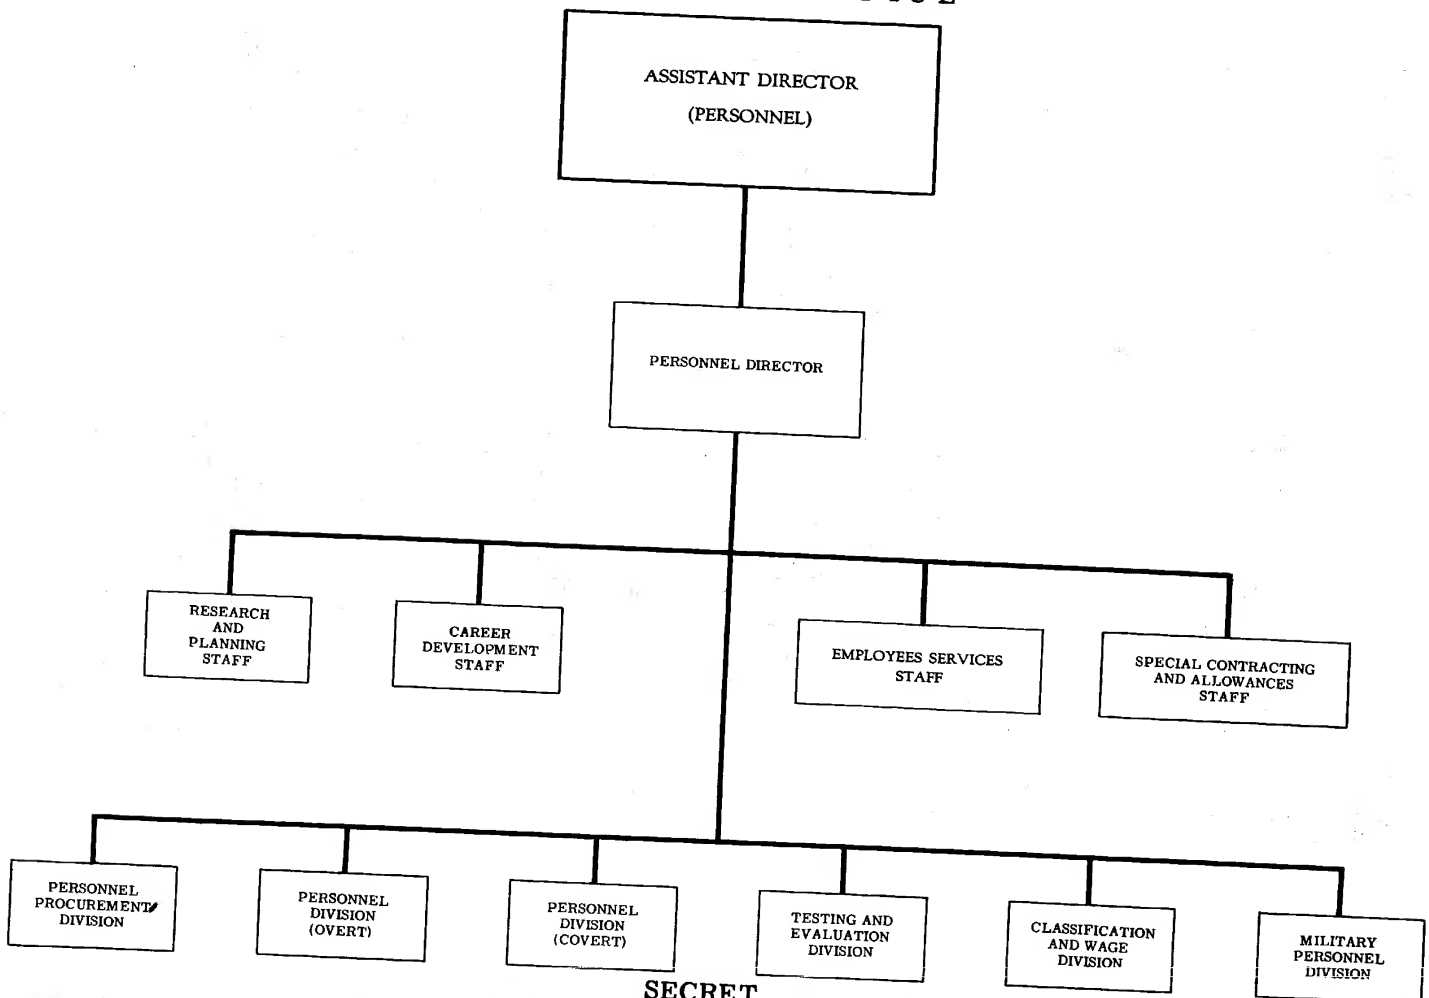 ASSISTANT DIRECTOR
(PERSONNEL)
PERSONNEL DIRECTOR
RESEARCH
AND
PLANNING
STAFF
CAREER
DEVELOPMENT
STAFF
EMPLOYEES SERVICES
STAFF
SPECIAL CONTRACTING
AND ALLOWANCES
STAFF
PERSONNEL
PROCUREMENT
DIVISION
PERSONNEL
DIVISION
(OVERT)
PERSONNEL
DIVISION
(COVERT)
TESTING AND
EVALUATION
DIVISION
CLASSIFICATION
AND WAGE
DIVISION
MILITARY
PERSONNEL
DIVISION
SECRET